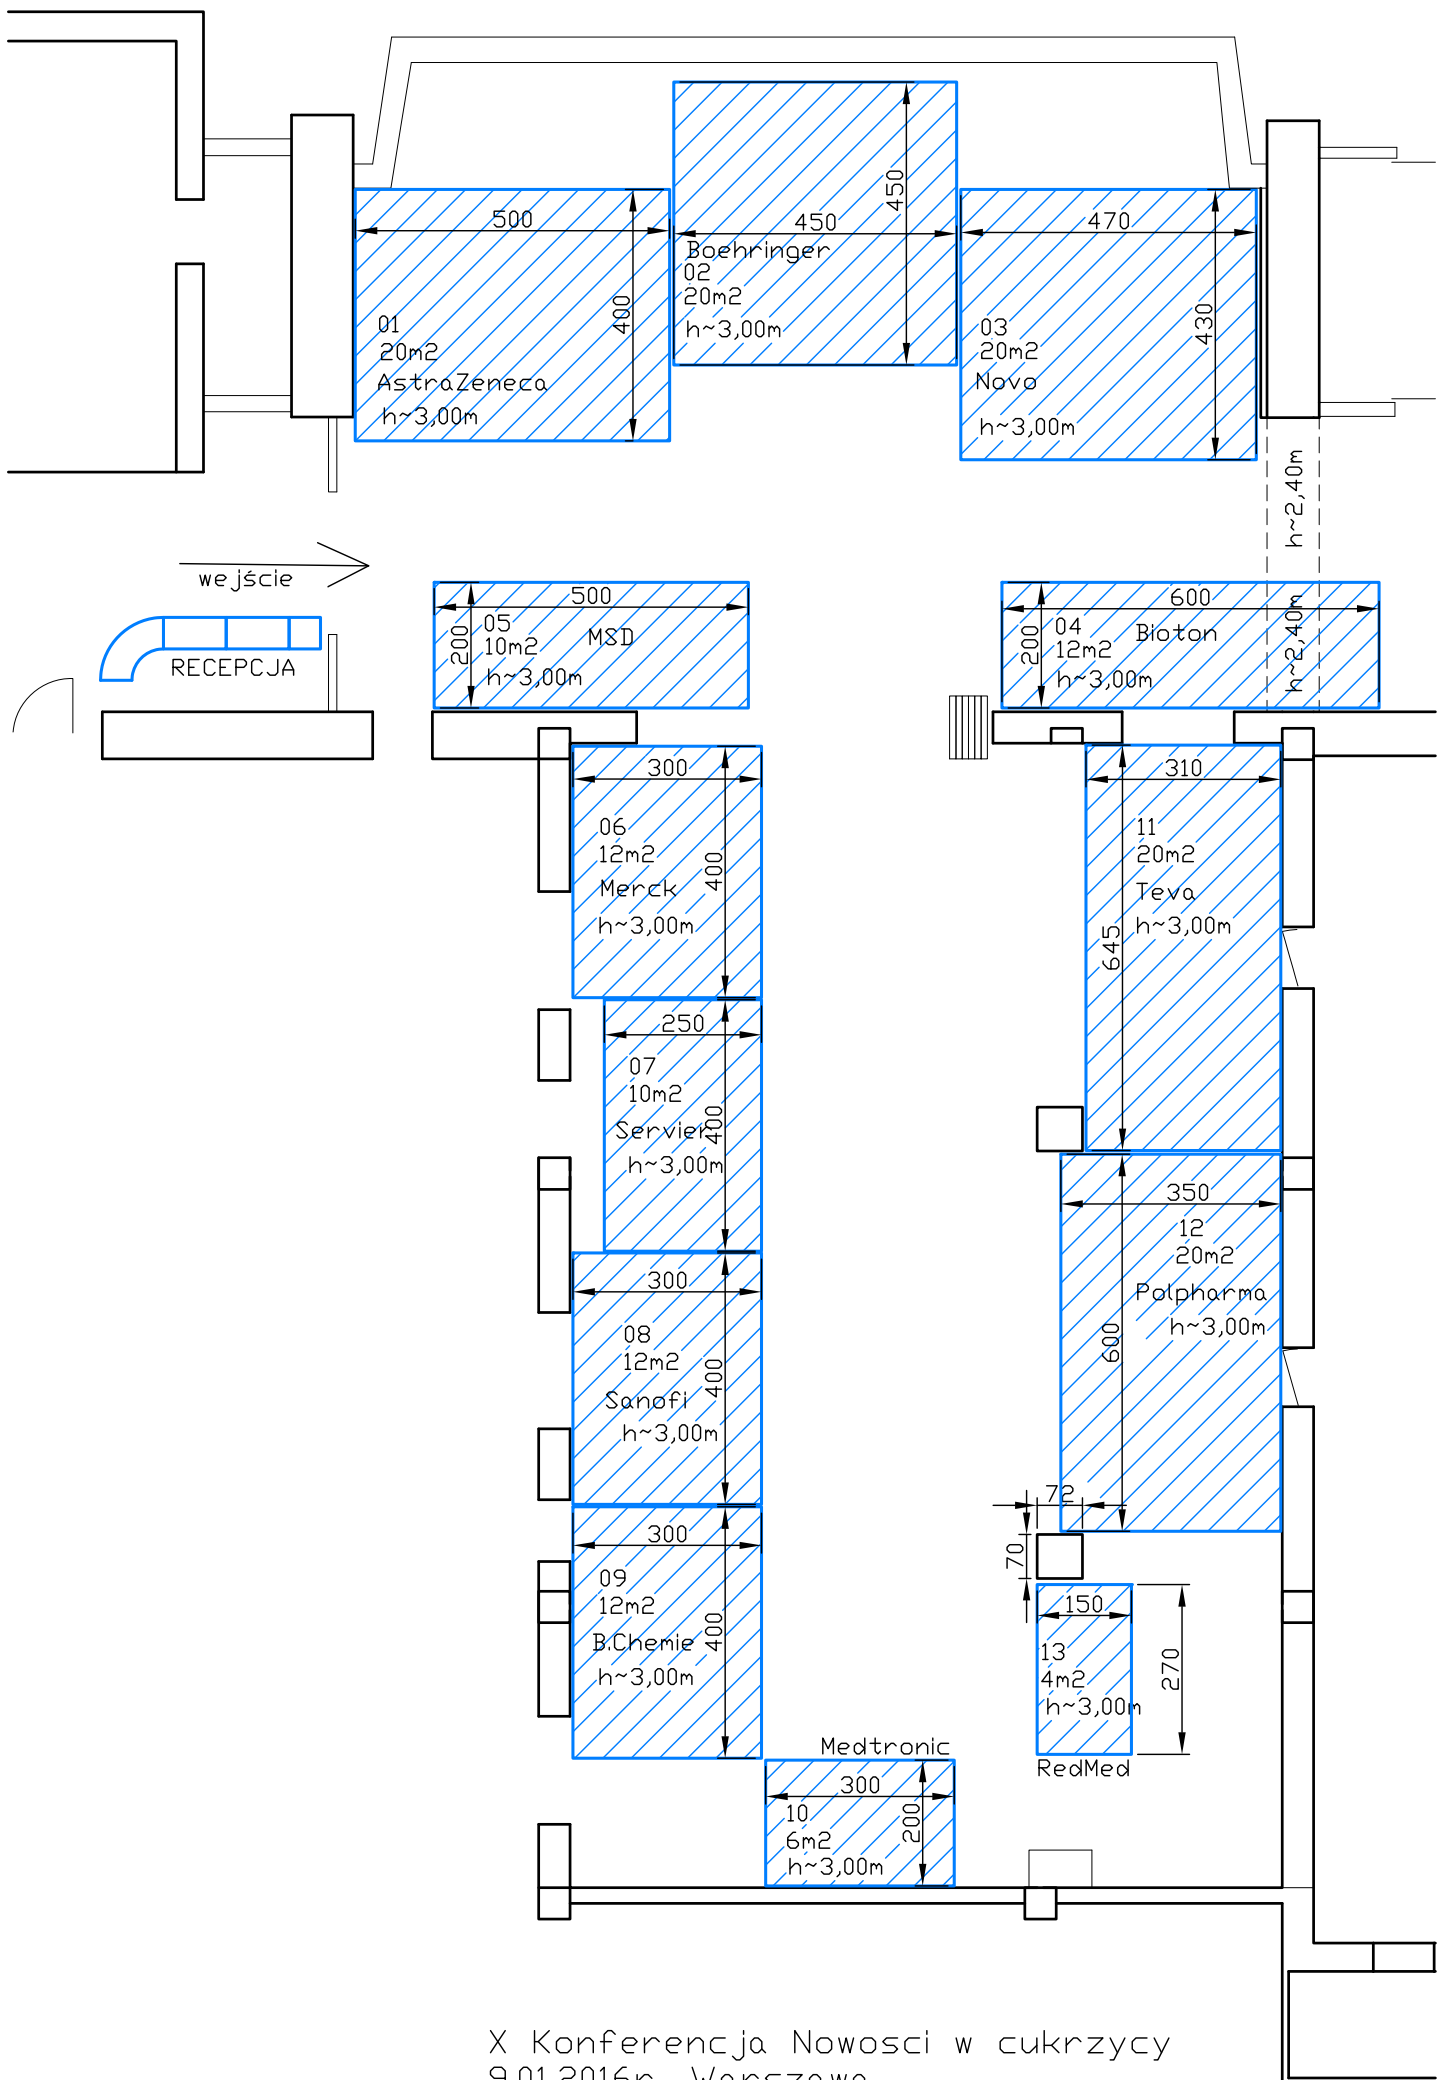 500
400
01
20m2
AstraZeneca
h~3,00m
450
450
Boehringer
02
20m2
h~3,00m
470
430
03
20m2
Novo
h~3,00m
h~2,40m
wejście
RECEPCJA
500
200
05
10m2
h~3,00m
MSD
600
200
04
12m2
h~3,00m
Bioton
h~2,40m
300
400
06
12m2
Merck
h~3,00m
310
645
11
20m2
Teva
h~3,00m
250
400
07
10m2
Servier
h~3,00m
350
600
12
20m2
Polpharma
h~3,00m
300
400
08
12m2
Sanofi
h~3,00m
72
70
300
400
09
12m2
B.Chemie
h~3,00m
150
270
13
4m2
h~3,00m
RedMed
Medtronic
300
200
10
6m2
h~3,00m
X Konferencja Nowosci w cukrzycy
9.01.2016r. Warszawa